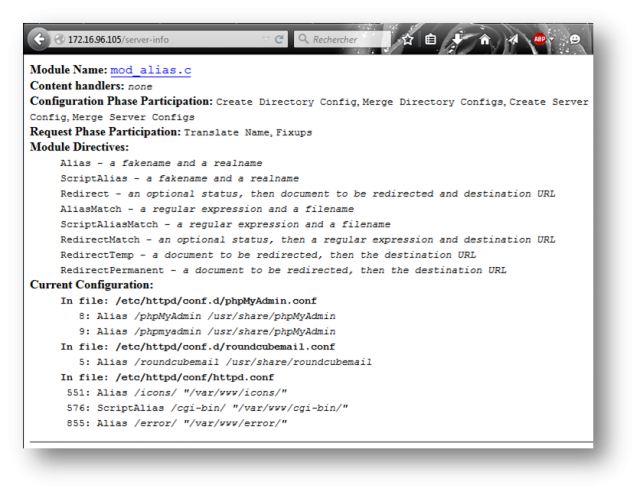 172.16.96.105/server-info
Rechercher
ABP
Module Name: mod_alias.c
Content handlers: none
Configuration Phase Participation: Create Directory Config, Merge Directory Configs, Create Server
Config, Merge Server Configs
Request Phase Participation: Translate Name, Fixups
Module Directives:
Alias - a fakename and a realname
ScriptAlias - a fakename and a realname
Redirect - an optional status, then document to be redirected and destination URL
AliasMatch - a regular expression and a filename
ScriptAliasMatch - a regular expression and a filename
RedirectMatch - an optional status, then a regular expression and destination URL
RedirectTemp - a document to be redirected, then the destination URL
RedirectPermanent - a document to be redirected, then the destination URL
Current Configuration:
In file: /etc/httpd/conf.d/phpMyAdmin.conf
8: Alias /phpMyAdmin /usr/share/phpMyAdmin
9: Alias /phpmyadmin /usr/share/phpMyAdmin
In file: /etc/httpd/conf.d/roundcubemail.conf
5: Alias /roundcubemail /usr/share/roundcubemail
In file: /etc/httpd/conf/httpd.conf
551: Alias /icons/ "/var/www/icons/"
576: ScriptAlias /cgi-bin/ "/var/www/cgi-bin/"
855: Alias /error/ "/var/www/error/"